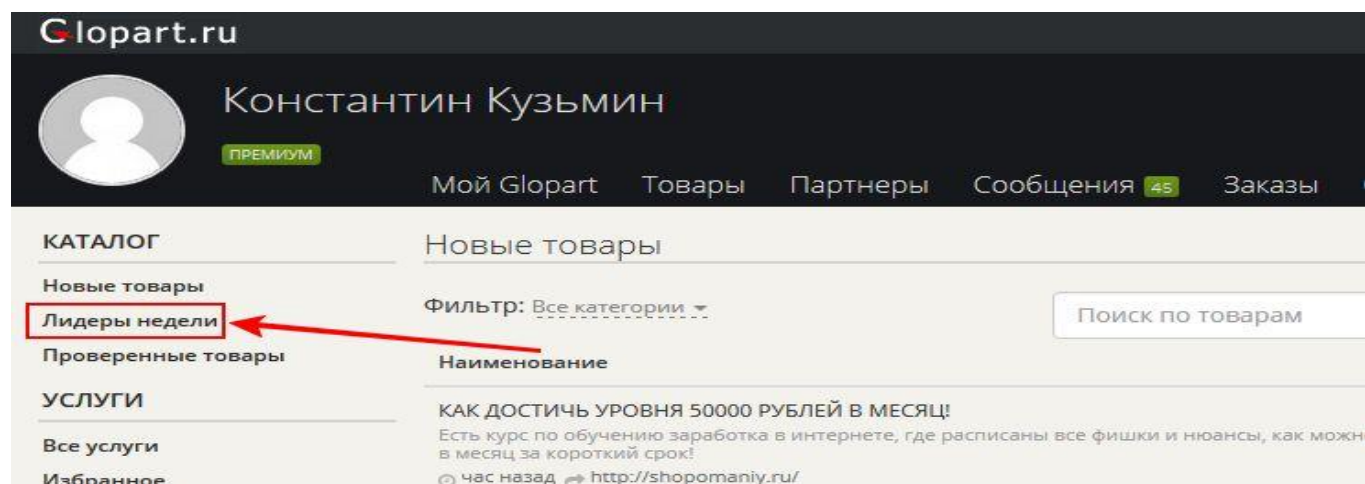 Glopart.ru
Константин Кузьмин
ПРЕМИУМ
Мой Glopart Товары Партнеры Сообщения 45 Заказы
КАТАЛОГ
Новые товары
Лидеры недели
Проверенные товары
УСЛУГИ
Все услуги
Избранное
Новые товары
Фильтр: Все категории
Поиск по товарам
Наименование
КАК ДОСТИЧЬ УРОВНЯ 50000 РУБЛЕЙ В МЕСЯЦ!
Есть курс по обучению заработка в интернете, где расписаны все фишки и нюансы, как
в месяц за короткий срок!
час назад http://shopomaniy.ru/